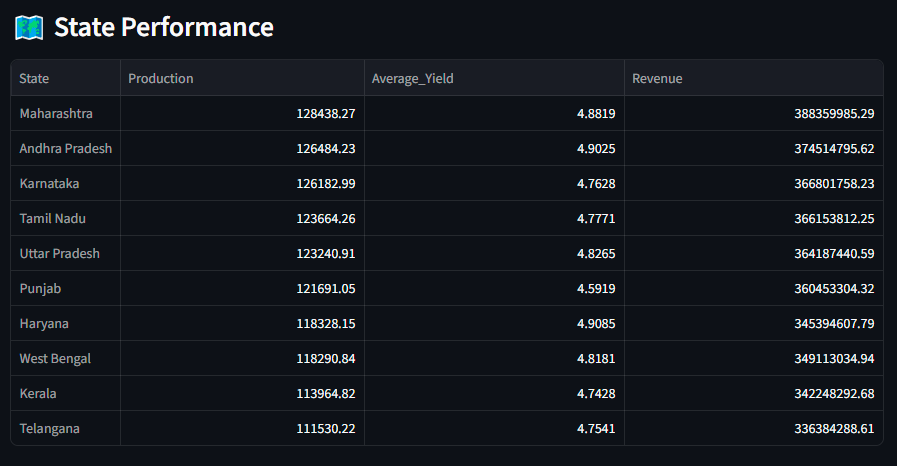 State Performance
State Production Average_Yield Revenue
Maharashtra 128438.27 4.8819 388359985.29
Andhra Pradesh 126484.23 4.9025 374514795.62
Karnataka 126182.99 4.7628 366801758.23
Tamil Nadu 123664.26 4.7771 366153812.25
Uttar Pradesh 123240.91 4.8265 364187440.59
Punjab 121691.05 4.5919 360453304.32
Haryana 118328.15 4.9085 345394607.79
West Bengal 118290.84 4.8181 349113034.94
Kerala 113964.82 4.7428 342248292.68
Telangana 111530.22 4.7541 336384288.61